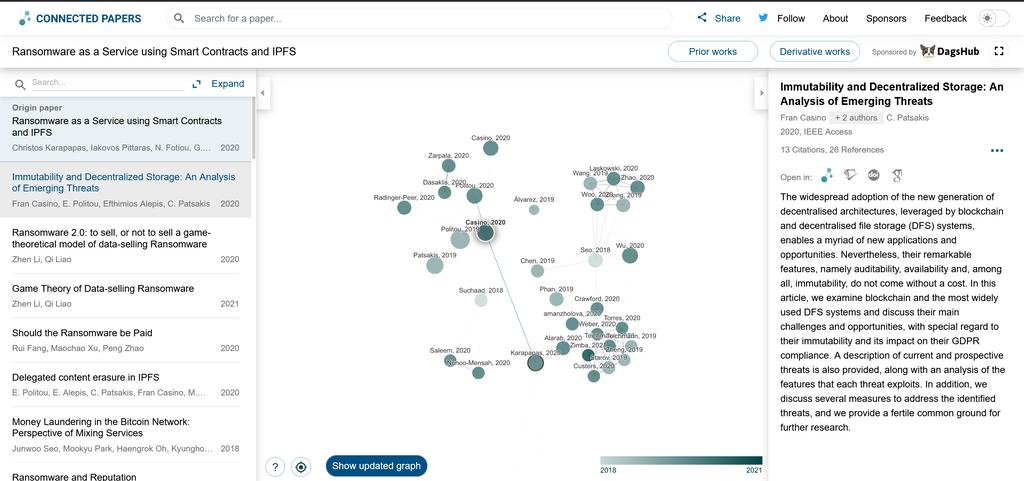 CONNECTED PAPERS
Search for a paper...
Share
Follow
About
Sponsors
Feedback
Ransomware as a Service using Smart Contracts and IPFS
Prior works
Derivative works
Sponsored by
DagsHub
Search...
Expand
Origin paper
Ransomware as a Service using Smart Contracts
and IPFS
Christos Karapapas, Iakovos Pittaras, N. Fotiou, G....
2020
Immutability and Decentralized Storage: An Analysis
of Emerging Threats
Fran Casino, E. Politou, Efthimios Alepis, C. Patsakis
2020
Ransomware 2.0: to sell, or not to sell a game-
theoretical model of data-selling Ransomware
Zhen Li, Qi Liao
2020
Game Theory of Data-selling Ransomware
Zhen Li, Qi Liao
2021
Should the Ransomware be Paid
Rui Fang, Maochao Xu, Peng Zhao
2020
Delegated content erasure in IPFS
E. Politou, E. Alepis, C. Patsakis, Fran Casino, M....
2020
Money Laundering in the Bitcoin Network:
Perspective of Mixing Services
Junwoo Seo, Mookyu Park, Haengrok Oh, Kyungho...
2018
Ransomware and Reputation
Casino, 2020
Zarpala, 2020
Dasaklis, 2020
Politou, 2020
Radinger-Peer, 2020
Álvarez, 2019
Casino, 2020
Politou, 2019
Patsakis, 2019
Suchaad, 2018
Laskowski, 2020
Wang, 2019
Zhao, 2020
Woo, 2020
Seo, 2018
Wu, 2020
Chen, 2019
Phan, 2019
Crawford, 2020
amanzholova, 2020
Weber, 2020
Torres, 2020
Teichmann, 2019
Alarab, 2020
Zimba, 2021
Zheng, 2019
Karapapas, 2020
Starov, 2019
Custers, 2020
Saleem, 2020
Nkhoo-Mensah, 2020
?
Show updated graph
2018
2021
Immutability and Decentralized Storage: An
Analysis of Emerging Threats
Fran Casino
+ 2 authors
C. Patsakis
2020, IEEE Access
13 Citations, 26 References
Open in:
doi
The widespread adoption of the new generation of
decentralised architectures, leveraged by blockchain
and decentralised file storage (DFS) systems,
enables a myriad of new applications and
opportunities. Nevertheless, their remarkable
features, namely auditability, availability and, among
all, immutability, do not come without a cost. In this
article, we examine blockchain and the most widely
used DFS systems and discuss their main
challenges and opportunities, with special regard to
their immutability and its impact on their GDPR
compliance. A description of current and prospective
threats is also provided, along with an analysis of the
features that each threat exploits. In addition, we
discuss several measures to address the identified
threats, and we provide a fertile common ground for
further research.